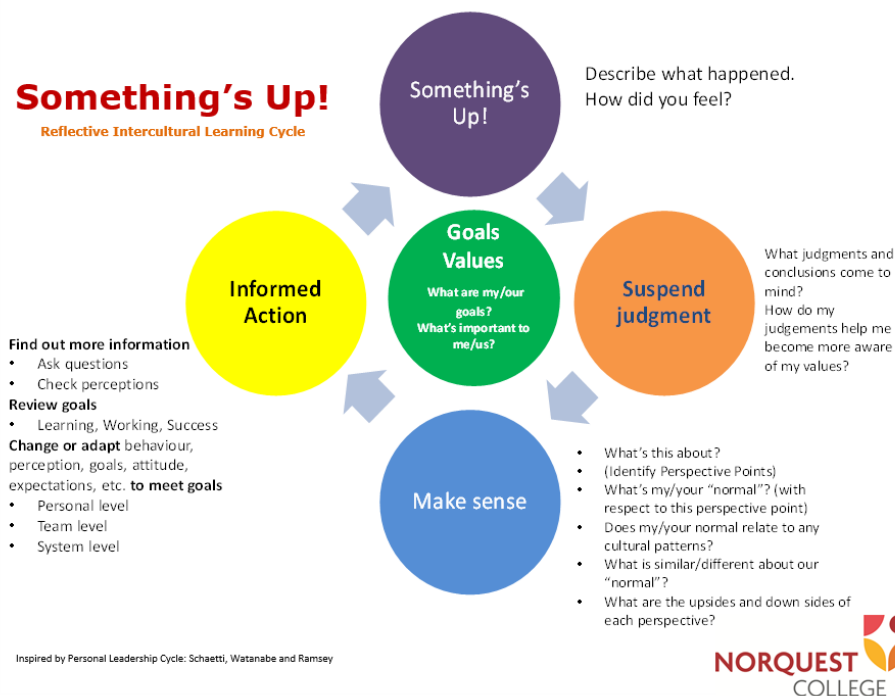 Something's Up!
Reflective Intercultural Learning Cycle
Something's
Up!
Describe what happened.
How did you feel?
Goals
Values
What are my/our
goals?
What's important to
me/us?
Suspend
judgment
What judgments and
conclusions come to
mind?
How do my
judgements help me
become more aware
of my values?
Make sense
• What's this about?
• (Identify Perspective Points)
• What's my/your "normal"? (with
respect to this perspective point)
• Does my/your normal relate to any
cultural patterns?
• What is similar/different about our
"normal"?
• What are the upsides and down sides of
each perspective?
Informed
Action
Find out more information
• Ask questions
• Check perceptions
Review goals
• Learning, Working, Success
Change or adapt behaviour,
perception, goals, attitude,
expectations, etc. to meet goals
• Personal level
• Team level
• System level
Inspired by Personal Leadership Cycle: Schaetti, Watanabe and Ramsey
NORQUEST
COLLEGE